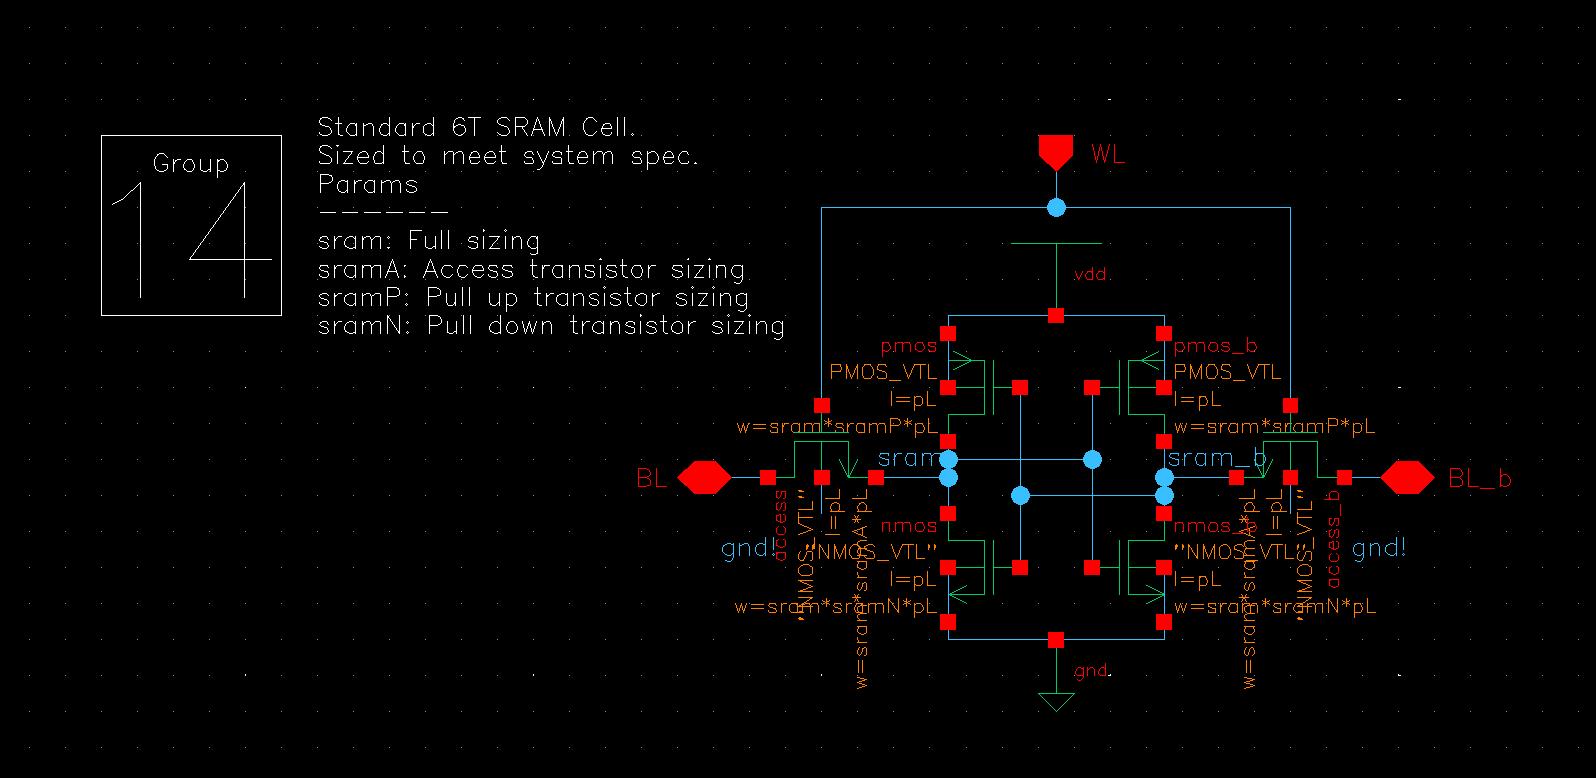 Group
14
Standard 6T SRAM Cell.
Sized to meet system spec.
Params
------
sram: Full sizing
sramA: Access transistor sizing
sramP: Pull up transistor sizing
sramN: Pull down transistor sizing
WL
vdd
pmos
PMOS_VTL
l=pL
w=sram*sramP*pL
pmos_b
PMOS_VTL
l=pL
w=sram*sramP*pL
sram
sram_b
BL
BL_b
gnd!
access
"NMOS_VTL"
l=pL
w=sram*sramA*pL
nmos
"NMOS_VTL"
l=pL
w=sram*sramN*pL
nmos_b
"NMOS_VTL"
l=pL
w=sram*sramN*pL
w=sram*sramA*pL
l=pL
"NMOS_VTL"
access_b
gnd!
gnd